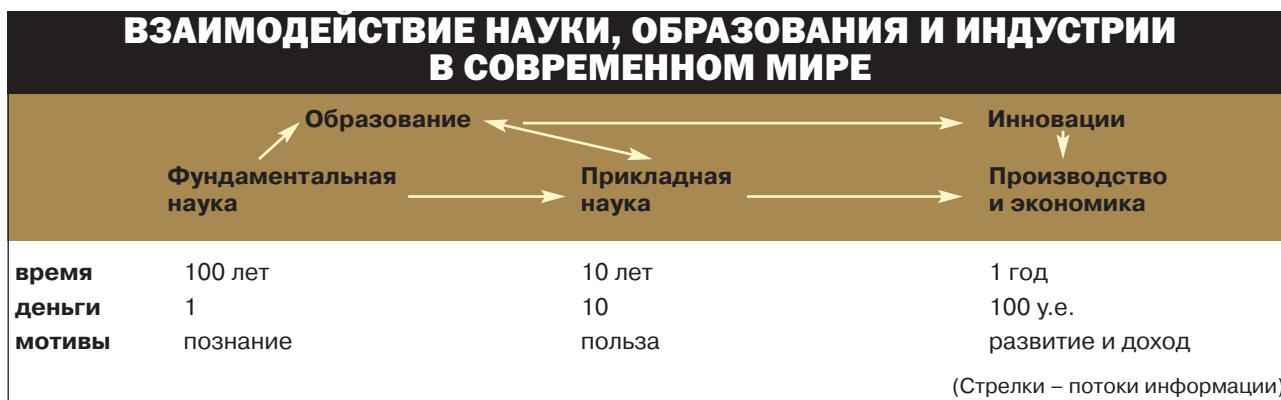 ВЗАИМОДЕЙСТВИЕ НАУКИ, ОБРАЗОВАНИЯ И ИНДУСТРИИ
В СОВРЕМЕННОМ МИРЕ
Образование Инновации
Фундаментальная Прикладная Производство
наука наука и экономика
время 100 лет 10 лет 1 год
деньги 1 10 100 у.е.
мотивы познание польза развитие и доход
(Стрелки – потоки информации)